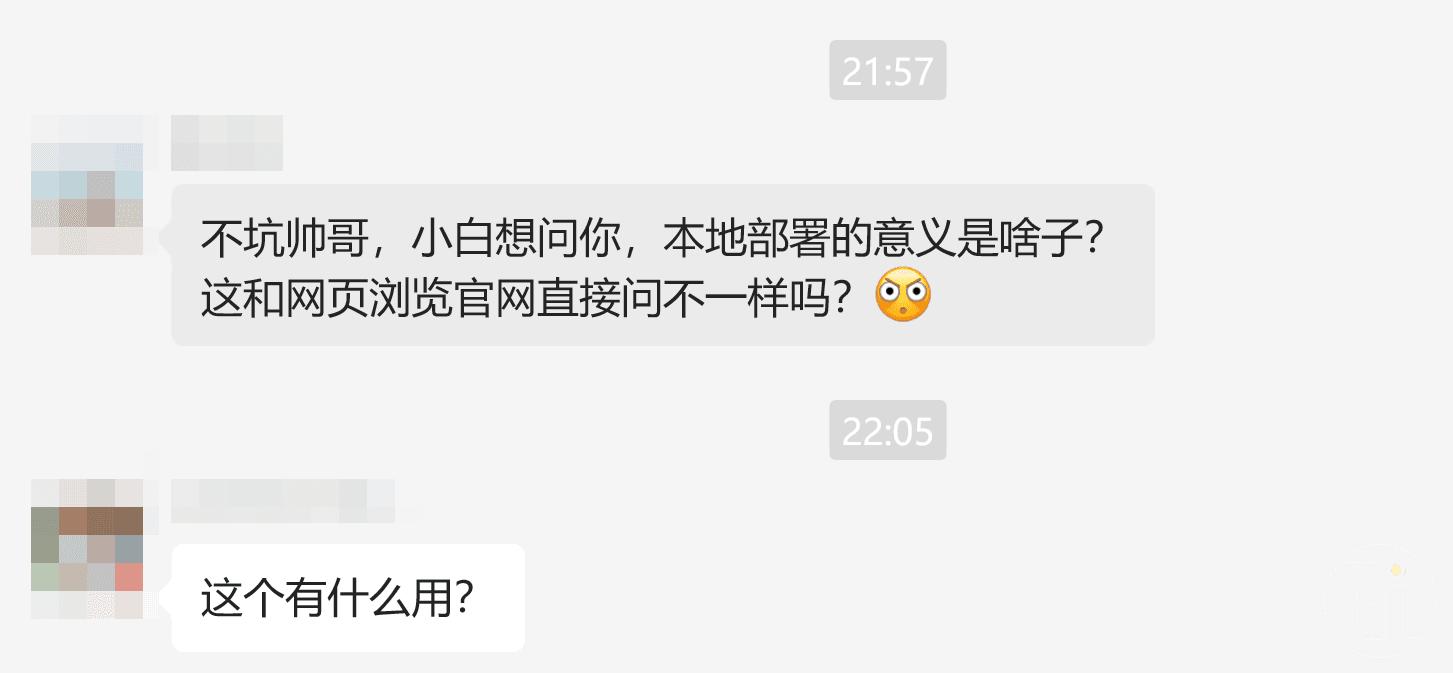 21:57
不坑帅哥，小白想问你，本地部署的意义是啥子？
这和网页浏览官网直接问不一样吗？
22:05
这个有什么用？